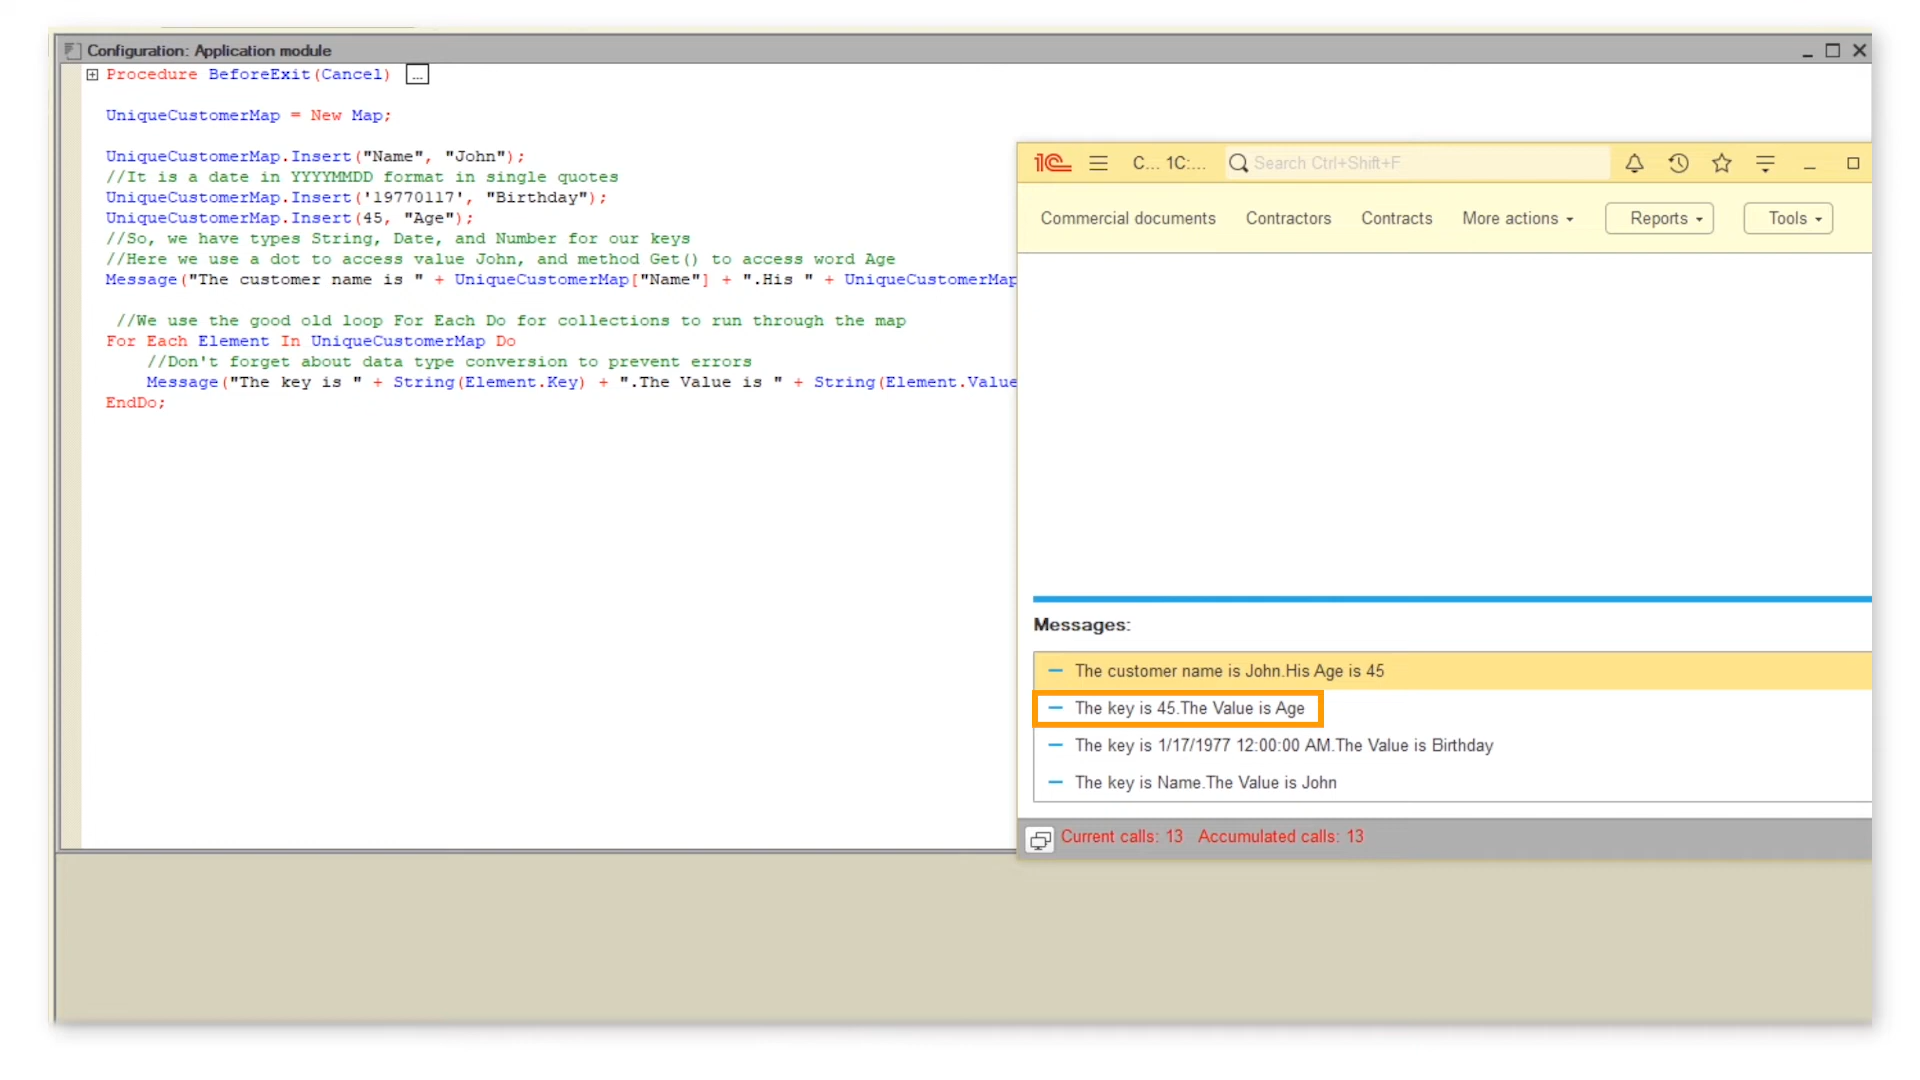 Configuration: Application module
Procedure BeforeExit(Cancel) ...
UniqueCustomerMap = New Map;
UniqueCustomerMap.Insert("Name", "John");
//It is a date in YYYYMMDD format in single quotes
UniqueCustomerMap.Insert('19770117', "Birthday");
UniqueCustomerMap.Insert(45, "Age");
//So, we have types String, Date, and Number for our keys
//Here we use a dot to access value John, and method Get() to access word Age
Message("The customer name is " + UniqueCustomerMap["Name"] + ".His " + UniqueCustomerMap
//We use the good old loop For Each Do for collections to run through the map
For Each Element In UniqueCustomerMap Do
//Don't forget about data type conversion to prevent errors
Message("The key is " + String(Element.Key) + ".The Value is " + String(Element.Value
EndDo;
1C C... 1C:... Search Ctrl+Shift+F
Commercial documents Contractors Contracts More actions Reports Tools
Messages:
The customer name is John.His Age is 45
The key is 45.The Value is Age
The key is 1/17/1977 12:00:00 AM.The Value is Birthday
The key is Name.The Value is John
Current calls: 13 Accumulated calls: 13